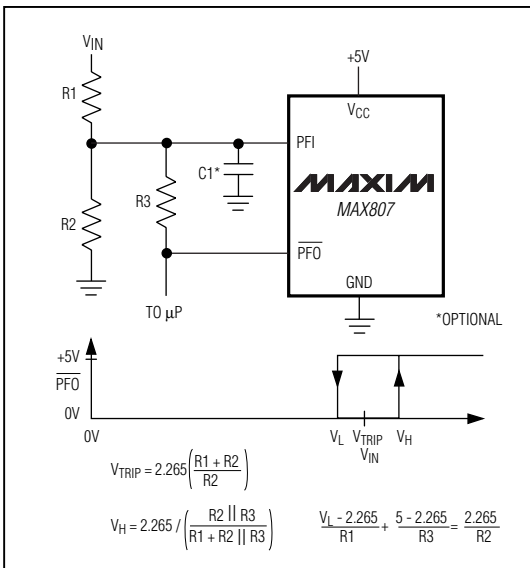 V_IN
R1
+5V
V_CC
PFI
C1*
R3
MAXIM
MAX807
R2
P̅F̅O̅
GND
TO µP
*OPTIONAL
+5V
P̅F̅O̅
0V
0V
V_L
V_TRIP
V_H
V_IN
V_TRIP = 2.265((R1 + R2)/R2)
V_H = 2.265 / ((R2 || R3)/(R1 + R2 || R3))
(V_L - 2.265)/R1 + (5 - 2.265)/R3 = 2.265/R2